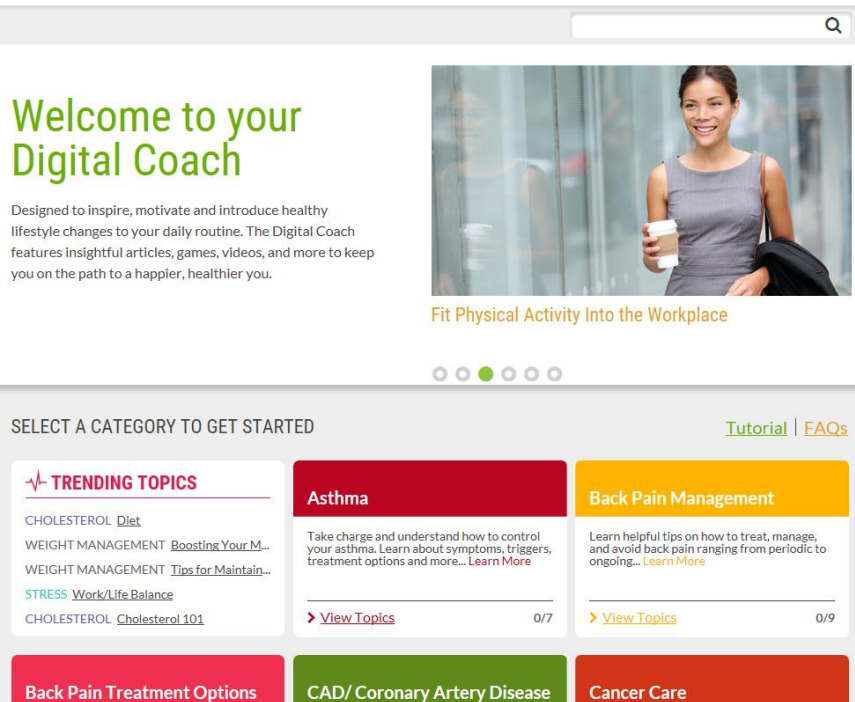 Welcome to your
Digital Coach
Designed to inspire, motivate and introduce healthy
lifestyle changes to your daily routine. The Digital Coach
features insightful articles, games, videos, and more to keep
you on the path to a happier, healthier you.
Fit Physical Activity Into the Workplace
SELECT A CATEGORY TO GET STARTED
Tutorial | FAQs
TRENDING TOPICS
CHOLESTEROL Diet
WEIGHT MANAGEMENT Boosting Your M...
WEIGHT MANAGEMENT Tips for Maintain...
STRESS Work/Life Balance
CHOLESTEROL Cholesterol 101
Asthma
Take charge and understand how to control
your asthma. Learn about symptoms, triggers,
treatment options and more... Learn More
View Topics 0/7
Back Pain Management
Learn helpful tips on how to treat, manage,
and avoid back pain ranging from periodic to
ongoing... Learn More
View Topics 0/9
Back Pain Treatment Options
CAD/ Coronary Artery Disease
Cancer Care